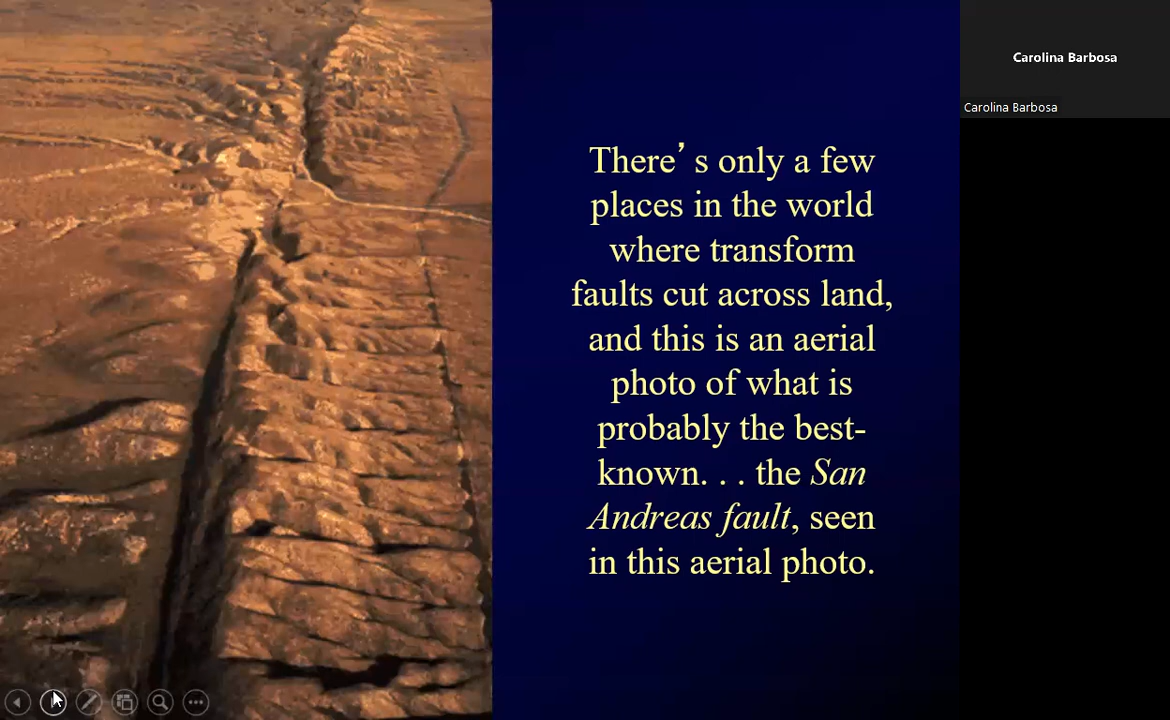 There’s only a few
places in the world
where transform
faults cut across land,
and this is an aerial
photo of what is
probably the best-
known. . . the San
Andreas fault, seen
in this aerial photo.
Carolina Barbosa
Carolina Barbosa